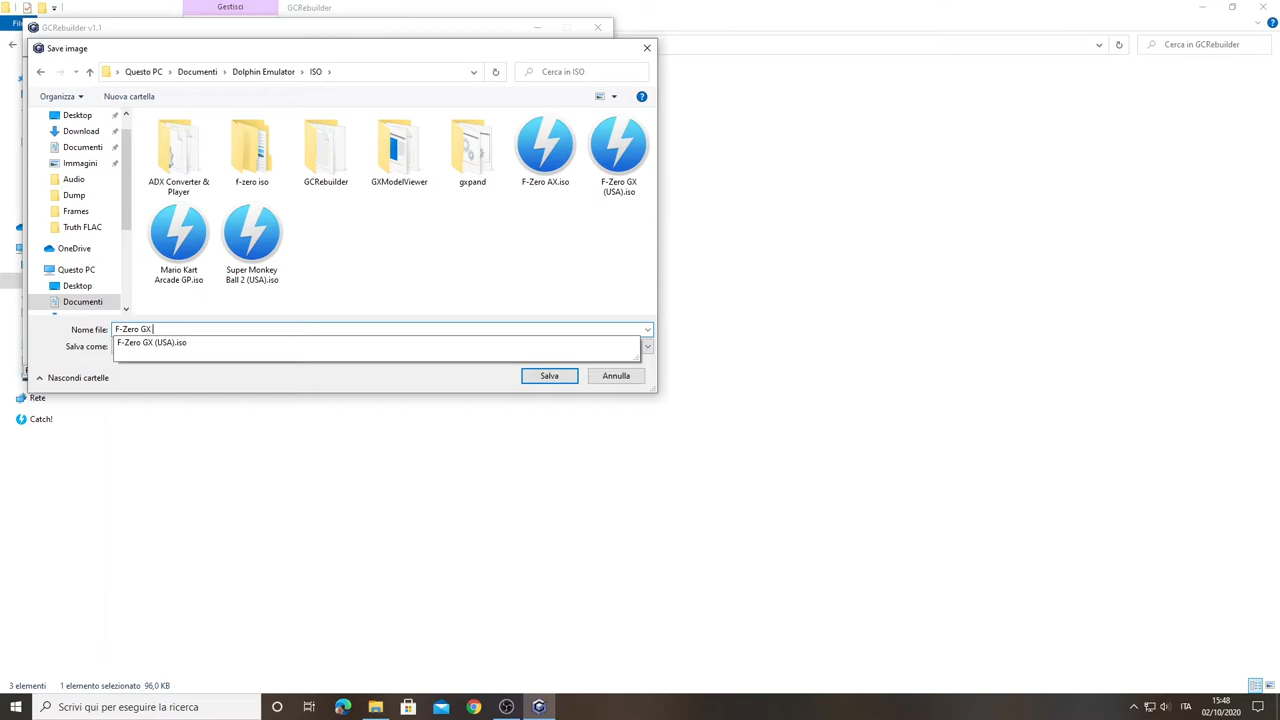 Gestisci
GCRebuilder
File
GCRebuilder v1.1
Cerca in GCRebuilder
Save image
Questo PC
Documenti
Dolphin Emulator
ISO
Cerca in ISO
Organizza
Nuova cartella
Desktop
Download
Documenti
Immagini
Audio
Dump
Frames
Truth FLAC
OneDrive
Questo PC
Desktop
Documenti
ADX Converter &
Player
f-zero iso
GCRebuilder
GXModelViewer
gxpand
F-Zero AX.iso
F-Zero GX
(USA).iso
Mario Kart
Arcade GP.iso
Super Monkey
Ball 2 (USA).iso
Nome file:
F-Zero GX
F-Zero GX (USA).iso
Salva come:
Nascondi cartelle
Salva
Annulla
Rete
Catch!
3 elementi
1 elemento selezionato 96,0 KB
Scrivi qui per eseguire la ricerca
ITA
15:48
02/10/2020